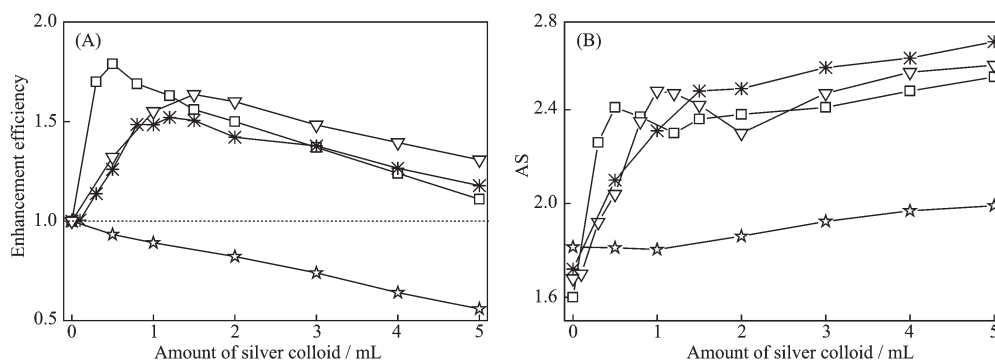 (A)
Enhancement efficiency
2.0
1.5
1.0
0.5
0 1 2 3 4 5
Amount of silver colloid / mL
(B)
AS
2.8
2.4
2.0
1.6
0 1 2 3 4 5
Amount of silver colloid / mL